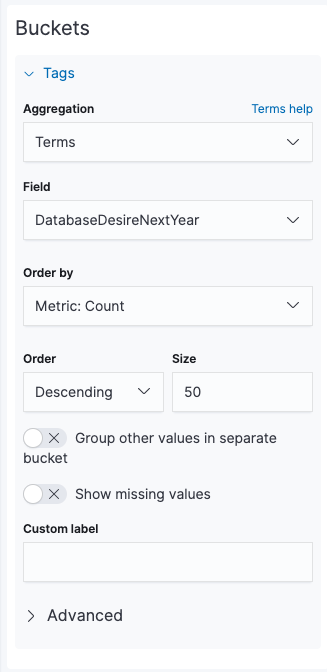 Buckets
Tags
Aggregation Terms help
Terms
Field
DatabaseDesireNextYear
Order by
Metric: Count
Order Size
Descending 50
Group other values in separate
bucket
Show missing values
Custom label
Advanced